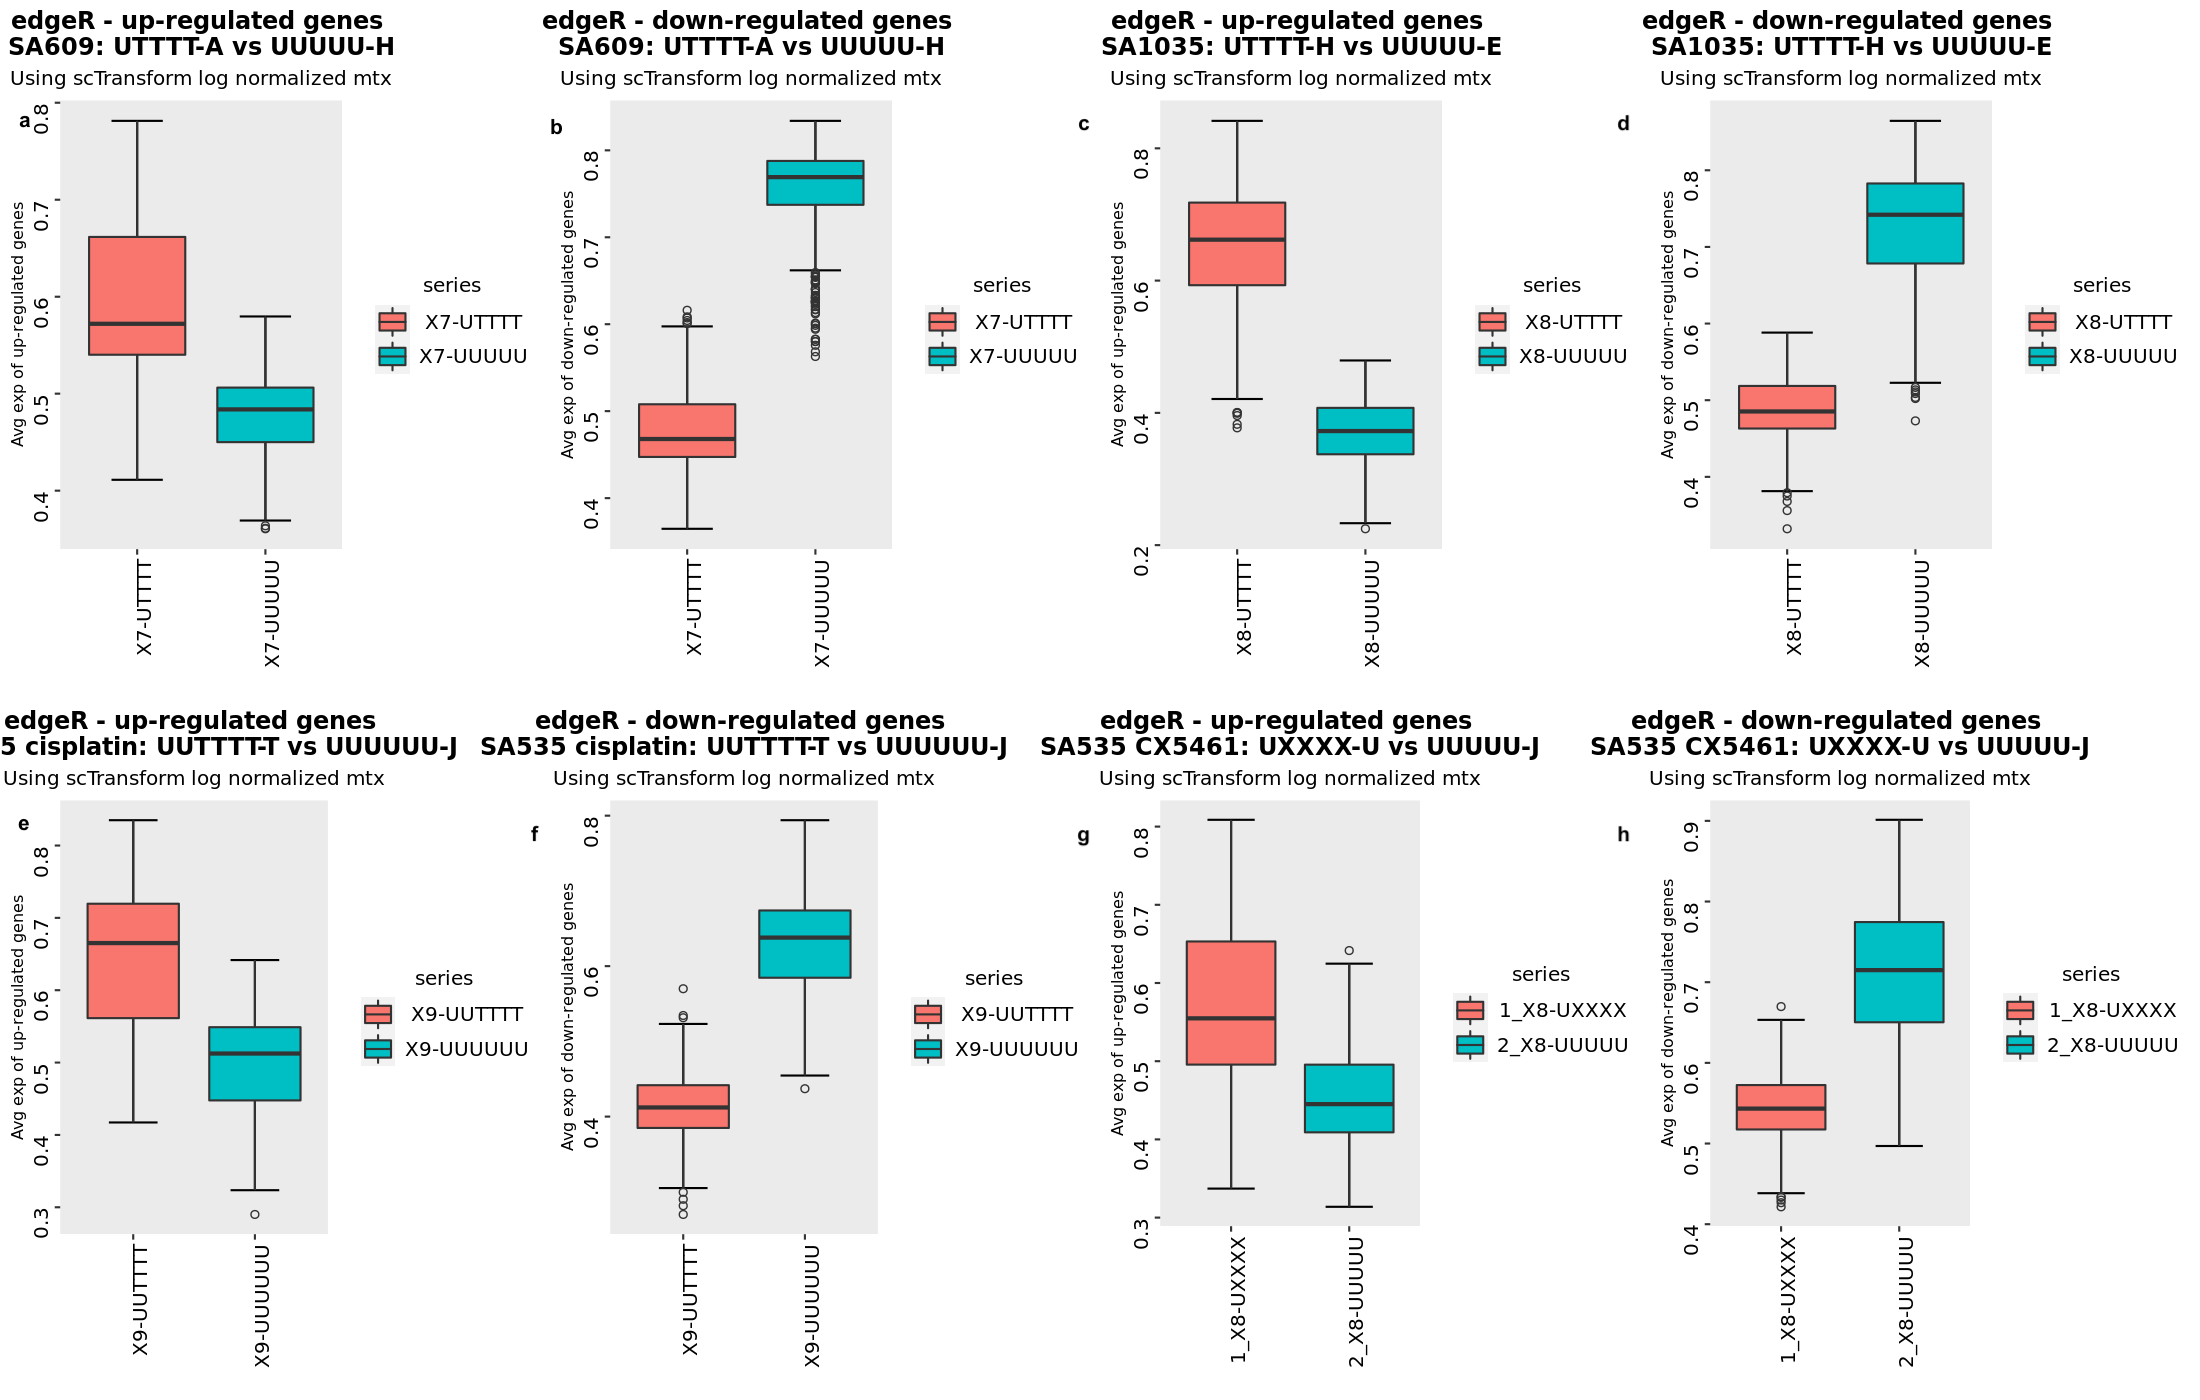 edgeR - up-regulated genes
SA609: UTTTT-A vs UUUUU-H
Using scTransform log normalized mtx
a
Avg exp of up-regulated genes
0.8
0.7
0.6
0.5
0.4
X7-UTTTT
X7-UUUUU
series
X7-UTTTT
X7-UUUUU
edgeR - down-regulated genes
SA609: UTTTT-A vs UUUUU-H
Using scTransform log normalized mtx
b
Avg exp of down-regulated genes
0.8
0.7
0.6
0.5
0.4
X7-UTTTT
X7-UUUUU
series
X7-UTTTT
X7-UUUUU
edgeR - up-regulated genes
SA1035: UTTTT-H vs UUUUU-E
Using scTransform log normalized mtx
c
Avg exp of up-regulated genes
0.8
0.6
0.4
0.2
X8-UTTTT
X8-UUUUU
series
X8-UTTTT
X8-UUUUU
edgeR - down-regulated genes
SA1035: UTTTT-H vs UUUUU-E
Using scTransform log normalized mtx
d
Avg exp of down-regulated genes
0.8
0.7
0.6
0.5
0.4
X8-UTTTT
X8-UUUUU
series
X8-UTTTT
X8-UUUUU
edgeR - up-regulated genes
5 cisplatin: UUTTTT-T vs UUUUUU-J
Using scTransform log normalized mtx
e
Avg exp of up-regulated genes
0.8
0.7
0.6
0.5
0.4
0.3
X9-UUTTTT
X9-UUUUUU
series
X9-UUTTTT
X9-UUUUUU
edgeR - down-regulated genes
SA535 cisplatin: UUTTTT-T vs UUUUUU-J
Using scTransform log normalized mtx
f
Avg exp of down-regulated genes
0.8
0.6
0.4
X9-UUTTTT
X9-UUUUUU
series
X9-UUTTTT
X9-UUUUUU
edgeR - up-regulated genes
SA535 CX5461: UXXXX-U vs UUUUU-J
Using scTransform log normalized mtx
g
Avg exp of up-regulated genes
0.8
0.7
0.6
0.5
0.4
0.3
1_X8-UXXXX
2_X8-UUUUU
series
1_X8-UXXXX
2_X8-UUUUU
edgeR - down-regulated genes
SA535 CX5461: UXXXX-U vs UUUUU-J
Using scTransform log normalized mtx
h
Avg exp of down-regulated genes
0.9
0.8
0.7
0.6
0.5
0.4
1_X8-UXXXX
2_X8-UUUUU
series
1_X8-UXXXX
2_X8-UUUUU